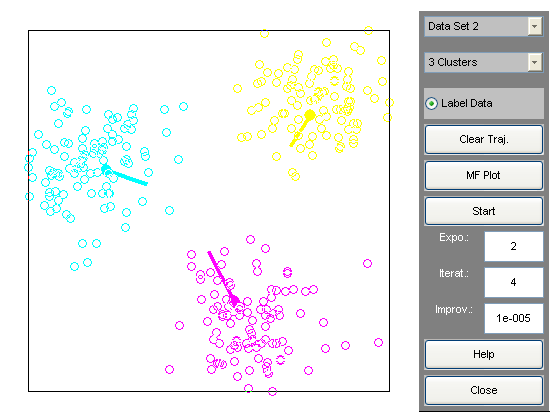 Data Set 2
3 Clusters
Label Data
Clear Traj.
MF Plot
Start
Expo.: 2
Iterat.: 4
Improv.: 1e-005
Help
Close